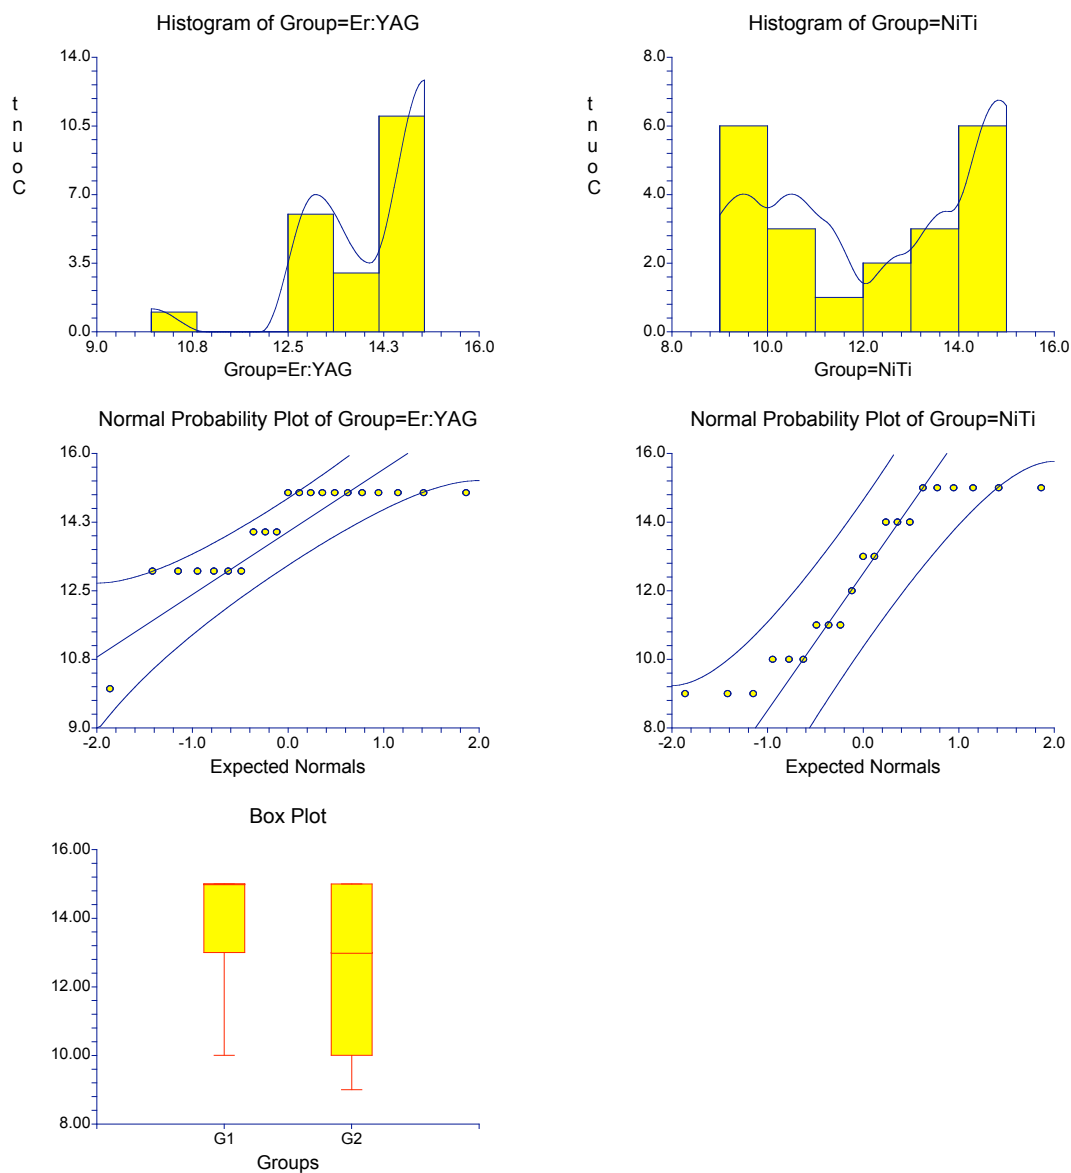 Histogram of Group=Er:YAG
14.0
10.5
7.0
3.5
0.0
Count
9.0 10.8 12.5 14.3 16.0
Group=Er:YAG
Histogram of Group=NiTi
8.0
6.0
4.0
2.0
0.0
Count
8.0 10.0 12.0 14.0 16.0
Group=NiTi
Normal Probability Plot of Group=Er:YAG
16.0
14.3
12.5
10.8
9.0
-2.0 -1.0 0.0 1.0 2.0
Expected Normals
Normal Probability Plot of Group=NiTi
16.0
14.0
12.0
10.0
8.0
-2.0 -1.0 0.0 1.0 2.0
Expected Normals
Box Plot
16.00
14.00
12.00
10.00
8.00
G1 G2
Groups